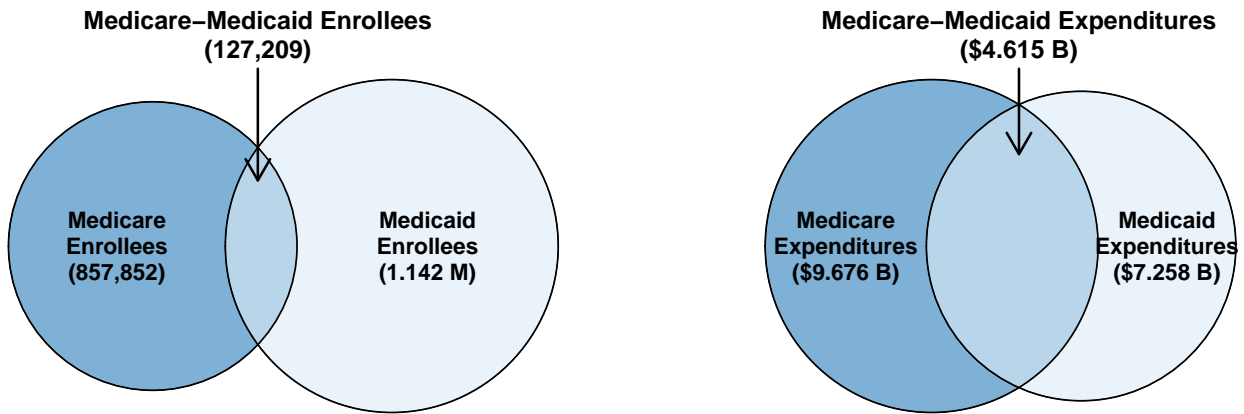 Medicare−Medicaid Enrollees
(127,209)
Medicare
Enrollees
(857,852)
Medicaid
Enrollees
(1.142 M)
Medicare−Medicaid Expenditures
($4.615 B)
Medicare
Expenditures
($9.676 B)
Medicaid
Expenditures
($7.258 B)